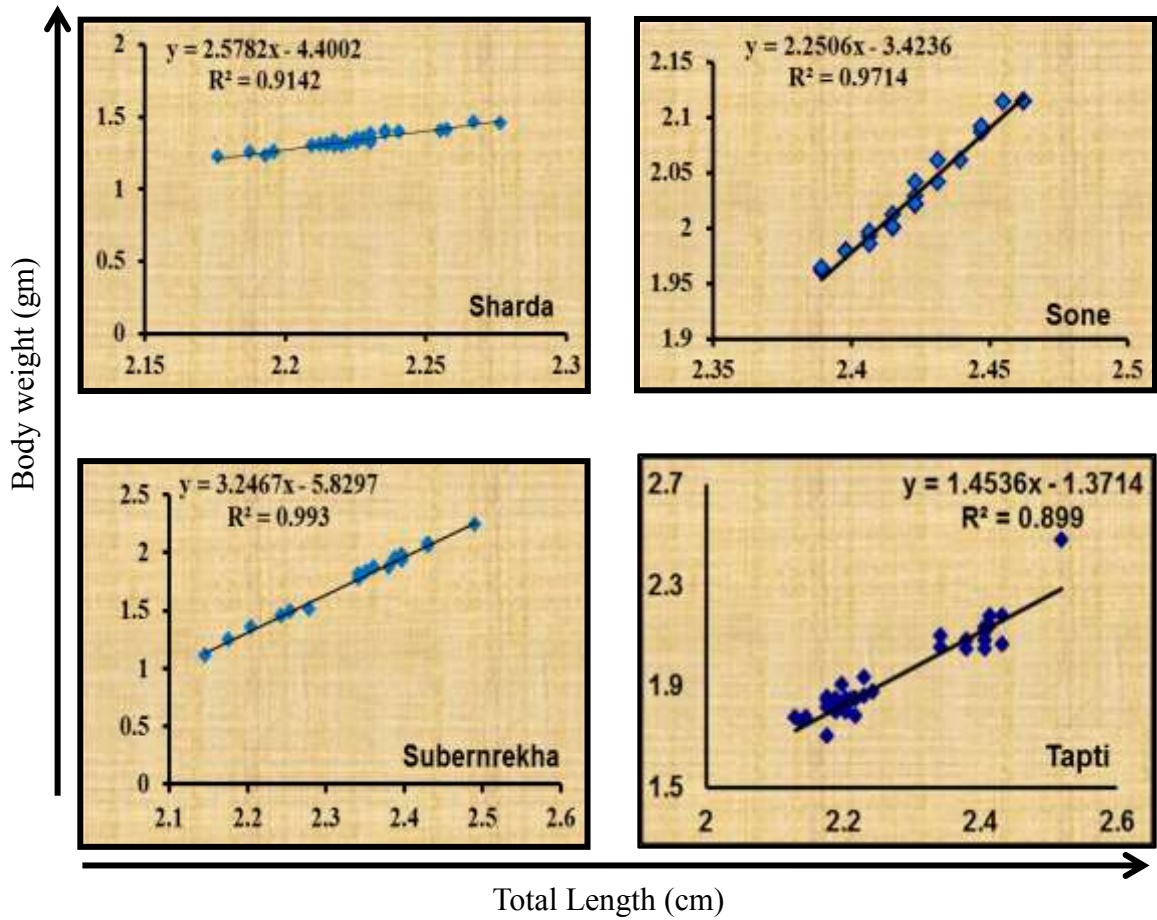 Body weight (gm)
y = 2.5782x - 4.4002
R² = 0.9142
2
1.5
1
0.5
0
2.15 2.2 2.25 2.3
Sharda
y = 2.2506x - 3.4236
R² = 0.9714
2.15
2.1
2.05
2
1.95
1.9
2.35 2.4 2.45 2.5
Sone
y = 3.2467x - 5.8297
R² = 0.993
2.5
2
1.5
1
0.5
0
2.1 2.2 2.3 2.4 2.5 2.6
Subernrekha
y = 1.4536x - 1.3714
R² = 0.899
2.7
2.3
1.9
1.5
2 2.2 2.4 2.6
Tapti
Total Length (cm)